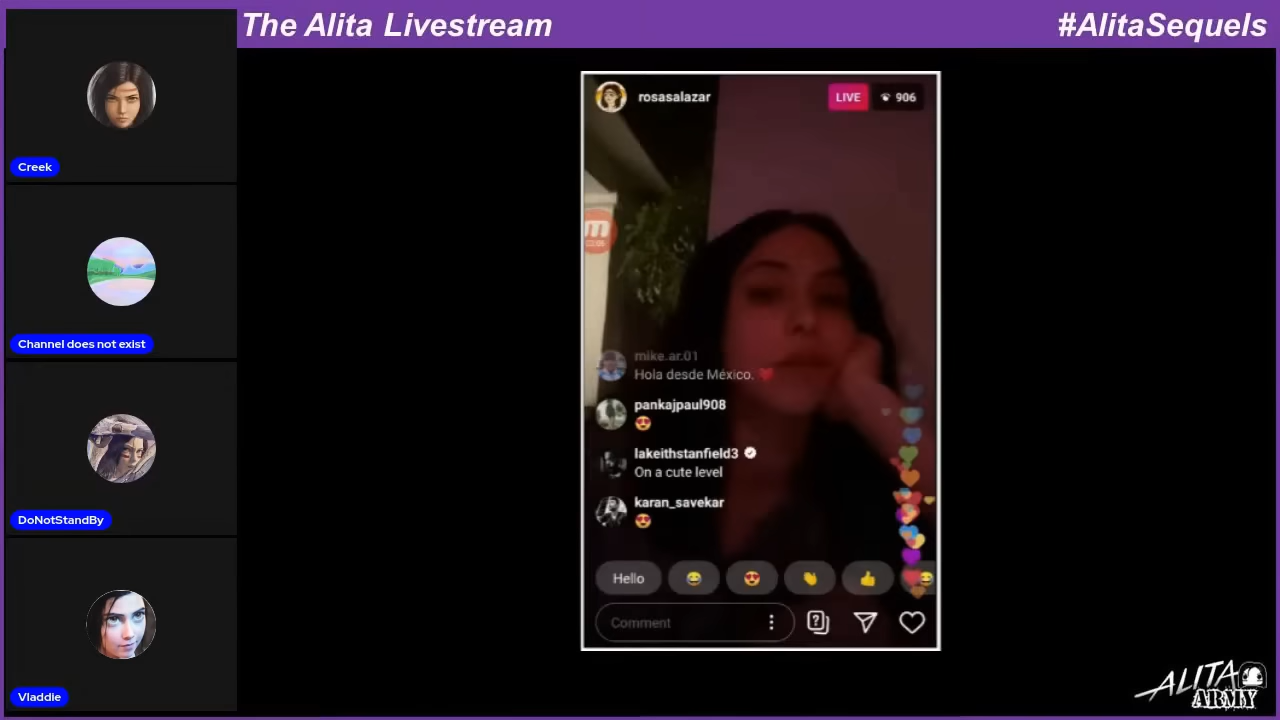 The Alita Livestream
#AlitaSequels
Creek
Channel does not exist
DoNotStandBy
Vladdie
rosasalazar
LIVE
906
mike.ar.01
Hola desde México.
pankajpaul908
lakeithstanfield3
On a cute level
karan_savekar
Hello
Comment
ALITA
ARMY